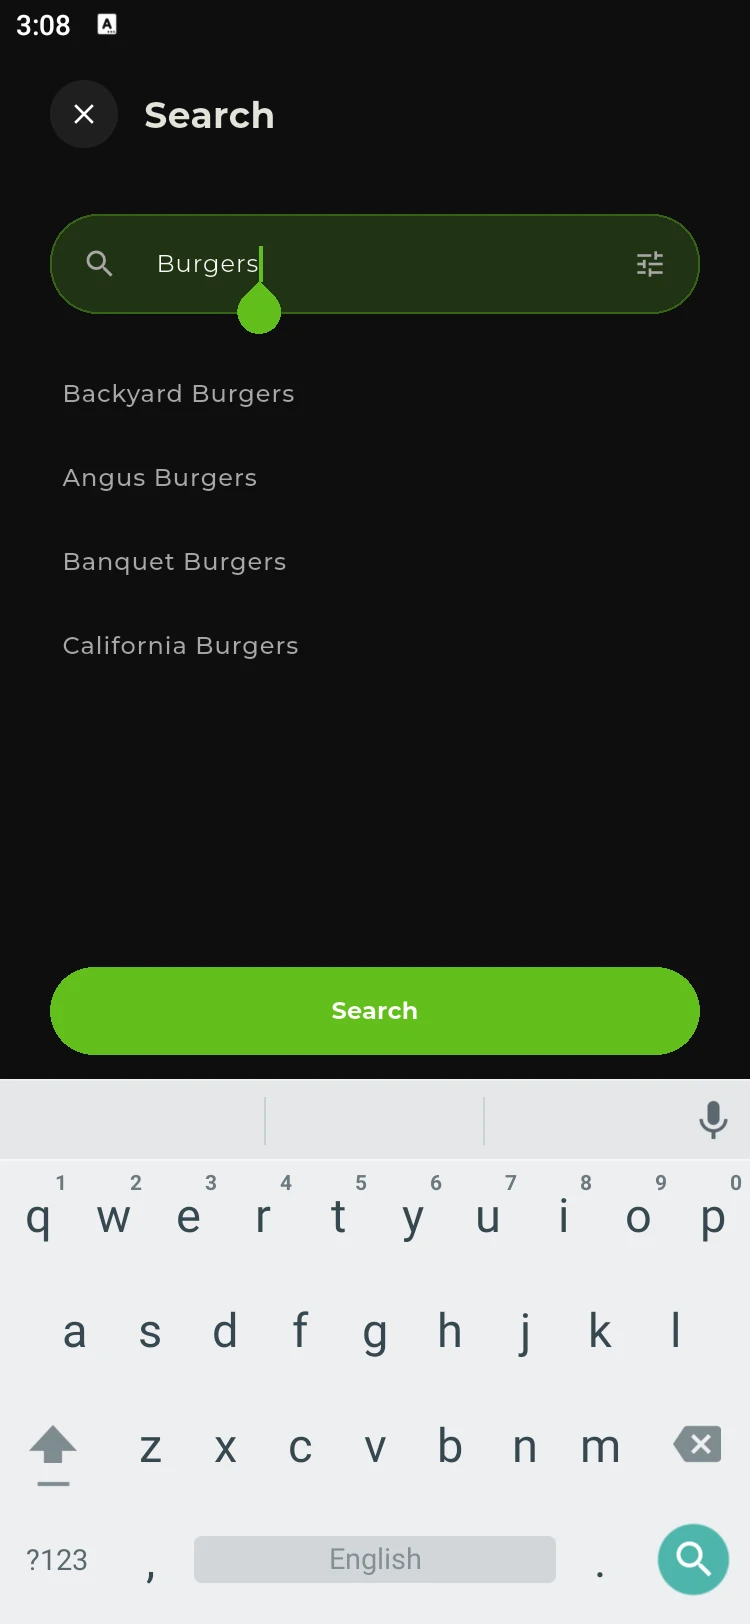 3:08 A
Search
Burgers
Backyard Burgers
Angus Burgers
Banquet Burgers
California Burgers
Search
1 2 3 4 5 6 7 8 9 0
q w e r t y u i o p
a s d f g h j k l
z x c v b n m
?123 , English .